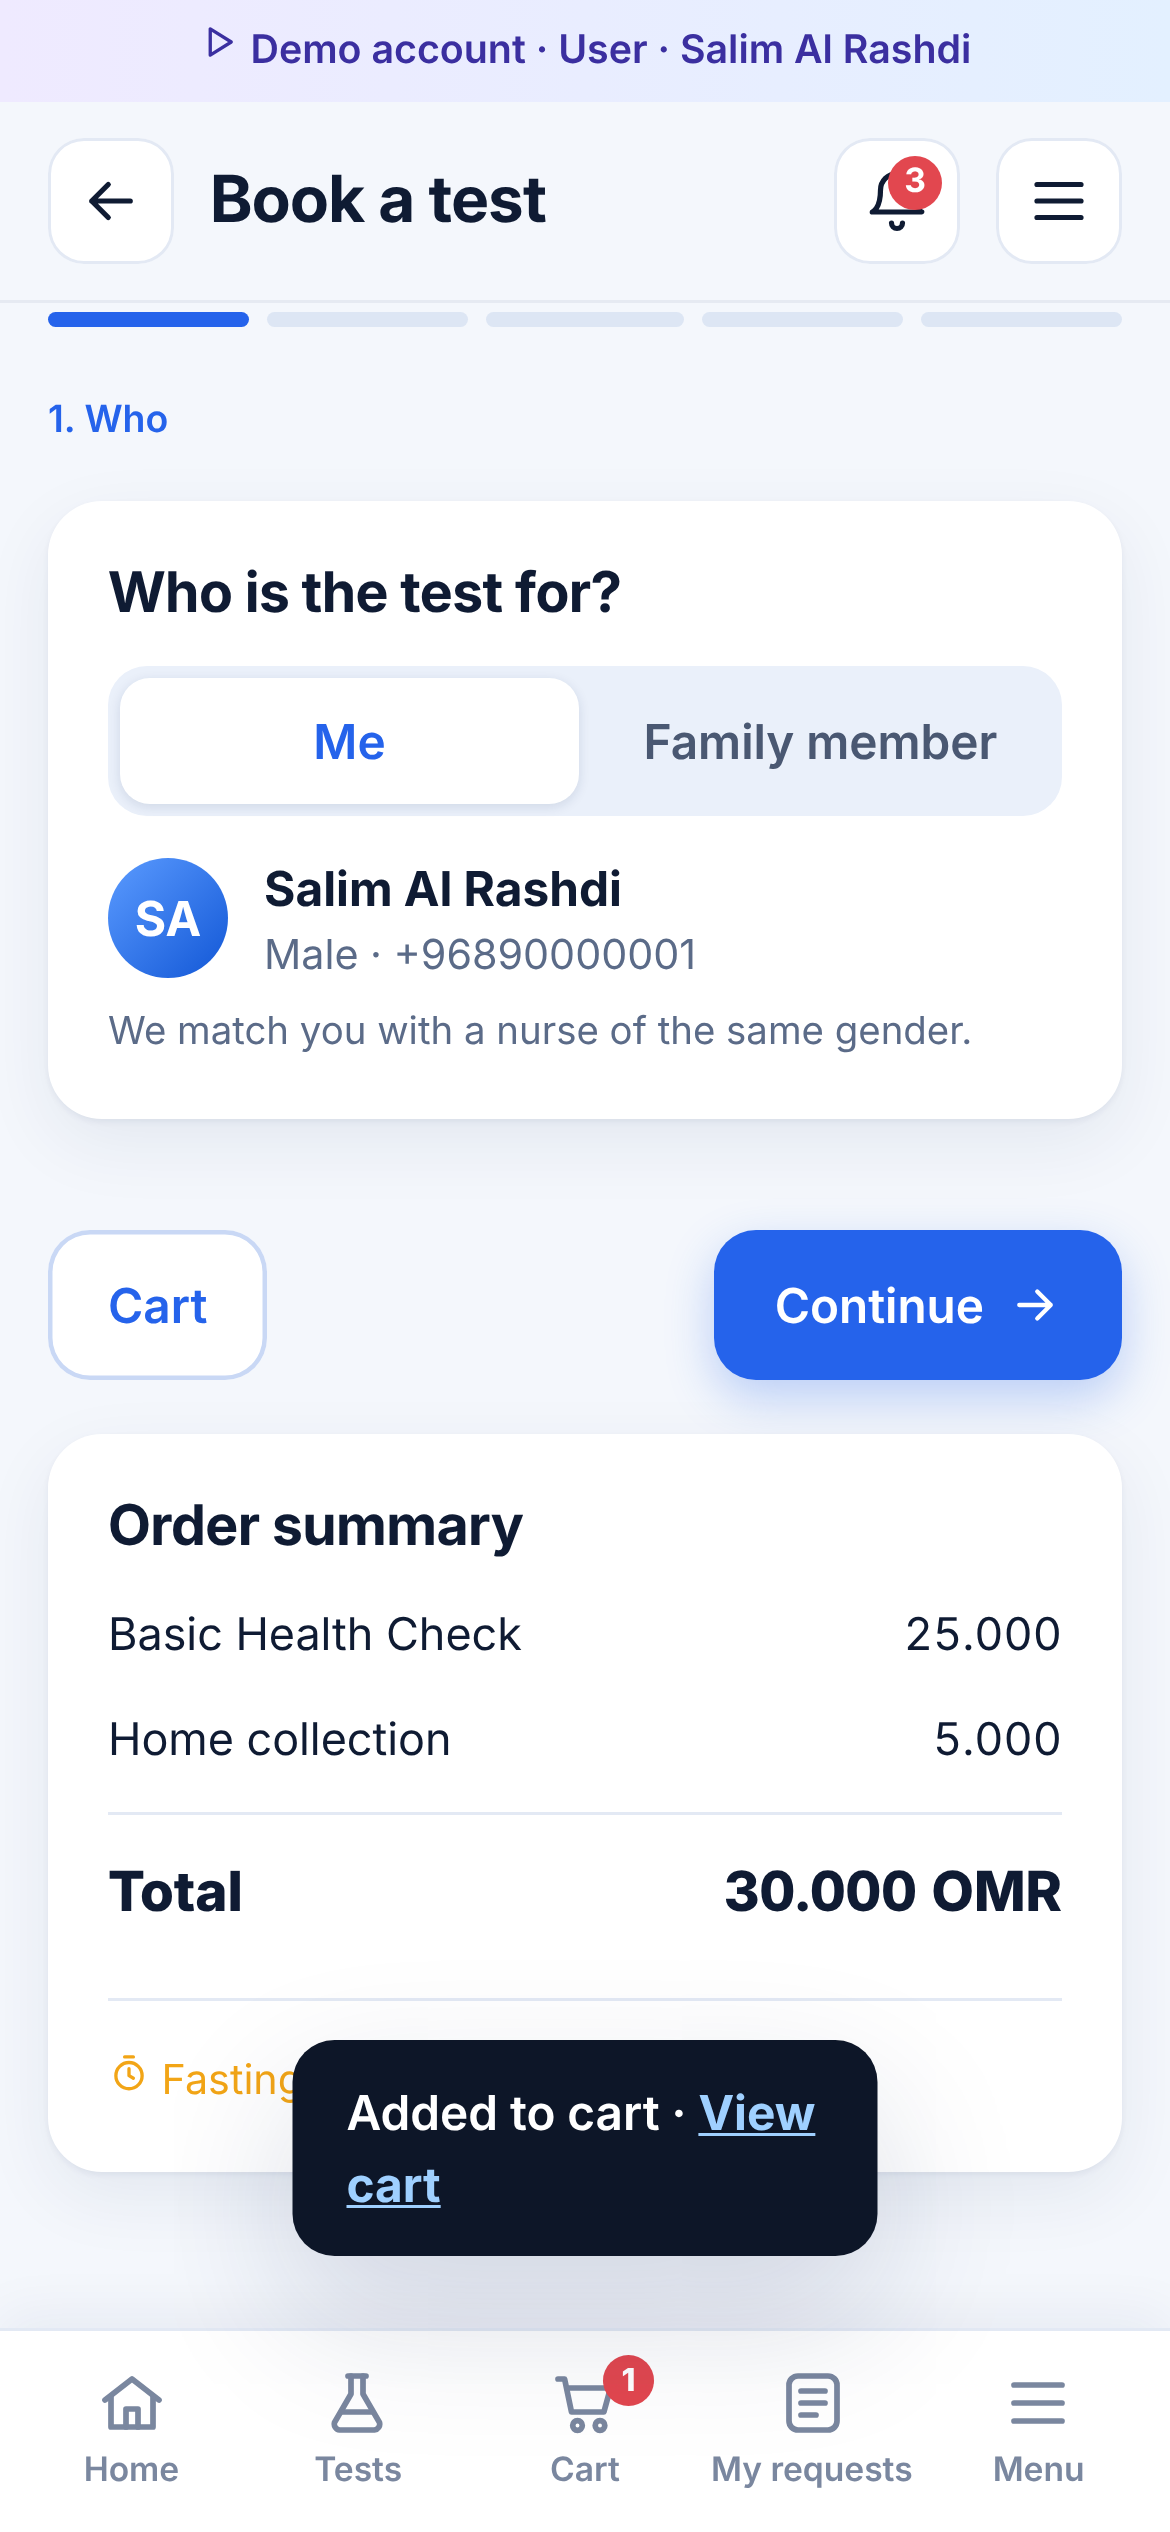 Demo account · User · Salim Al Rashdi
Book a test
3
1. Who
Who is the test for?
Me
Family member
SA
Salim Al Rashdi
Male · +96890000001
We match you with a nurse of the same gender.
Cart
Continue
Order summary
Basic Health Check 25.000
Home collection 5.000
Total 30.000 OMR
Fasting
Added to cart · View
cart
1
Home
Tests
Cart
My requests
Menu